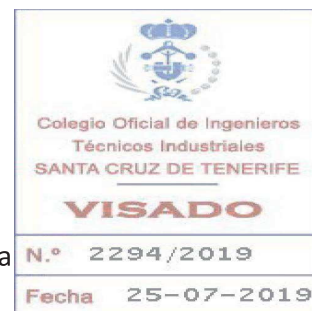 Colegio Oficial de Ingenieros
Técnicos Industriales
SANTA CRUZ DE TENERIFE
VISADO
a N.º 2294/2019
Fecha 25-07-2019